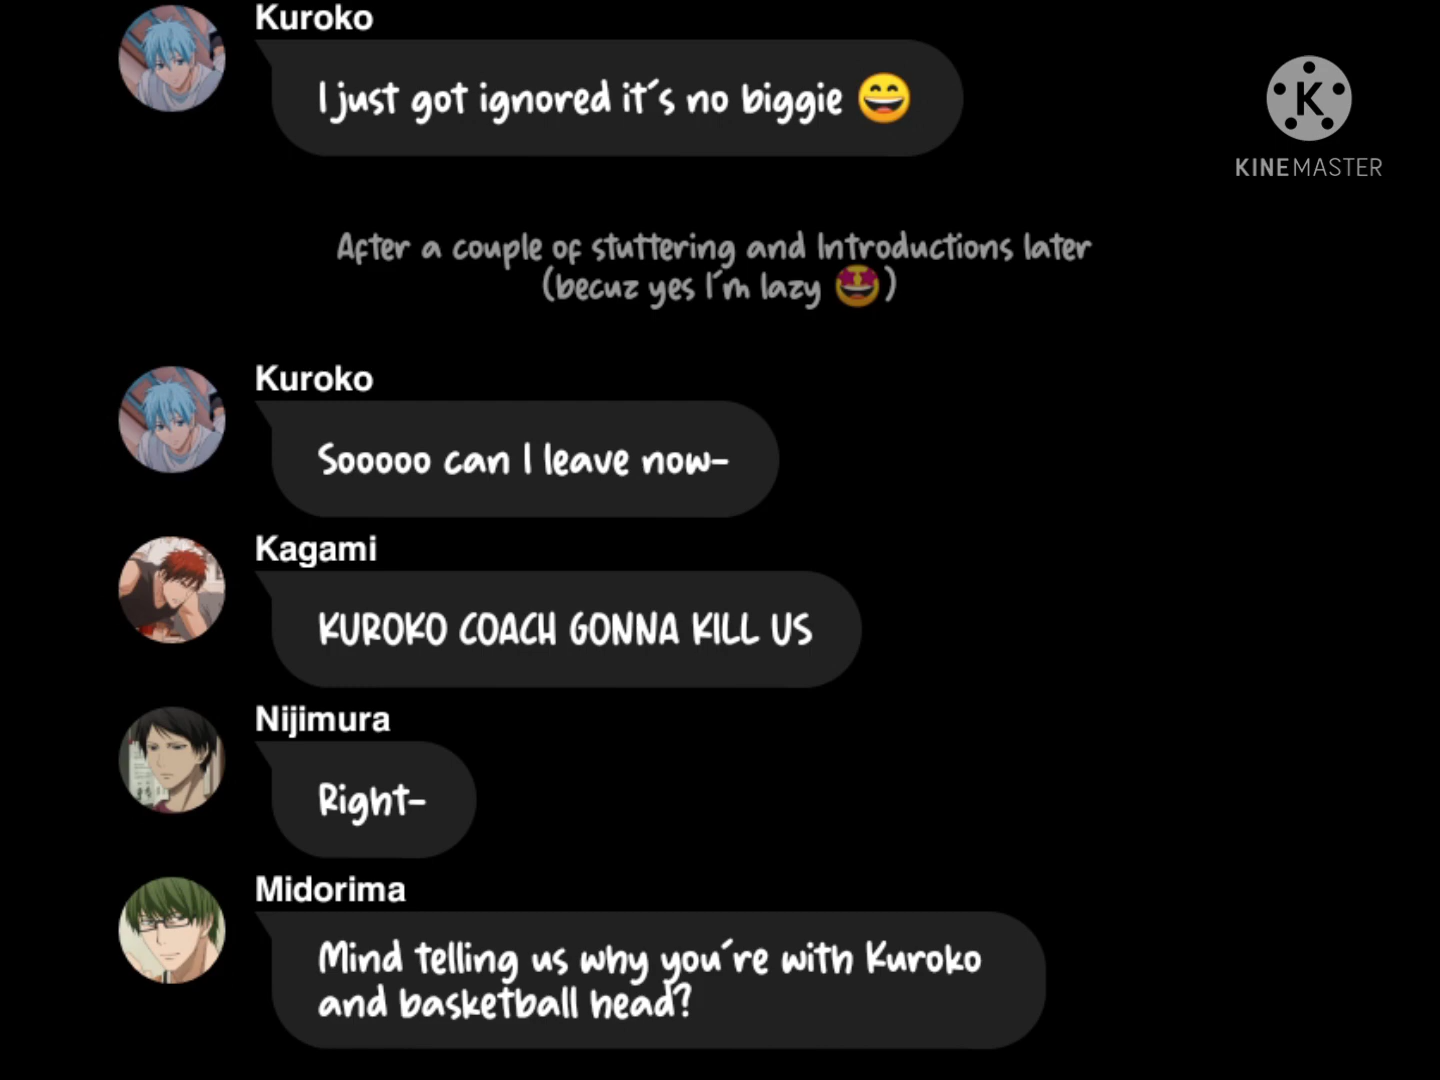 Kuroko
I just got ignored it´s no biggie 😄
K
KINEMASTER
After a couple of stuttering and Introductions later
(becuz yes I´m lazy 🤩)
Kuroko
Sooooo can I leave now-
Kagami
KUROKO COACH GONNA KILL US
Nijimura
Right-
Midorima
Mind telling us why you´re with Kuroko
and basketball head?